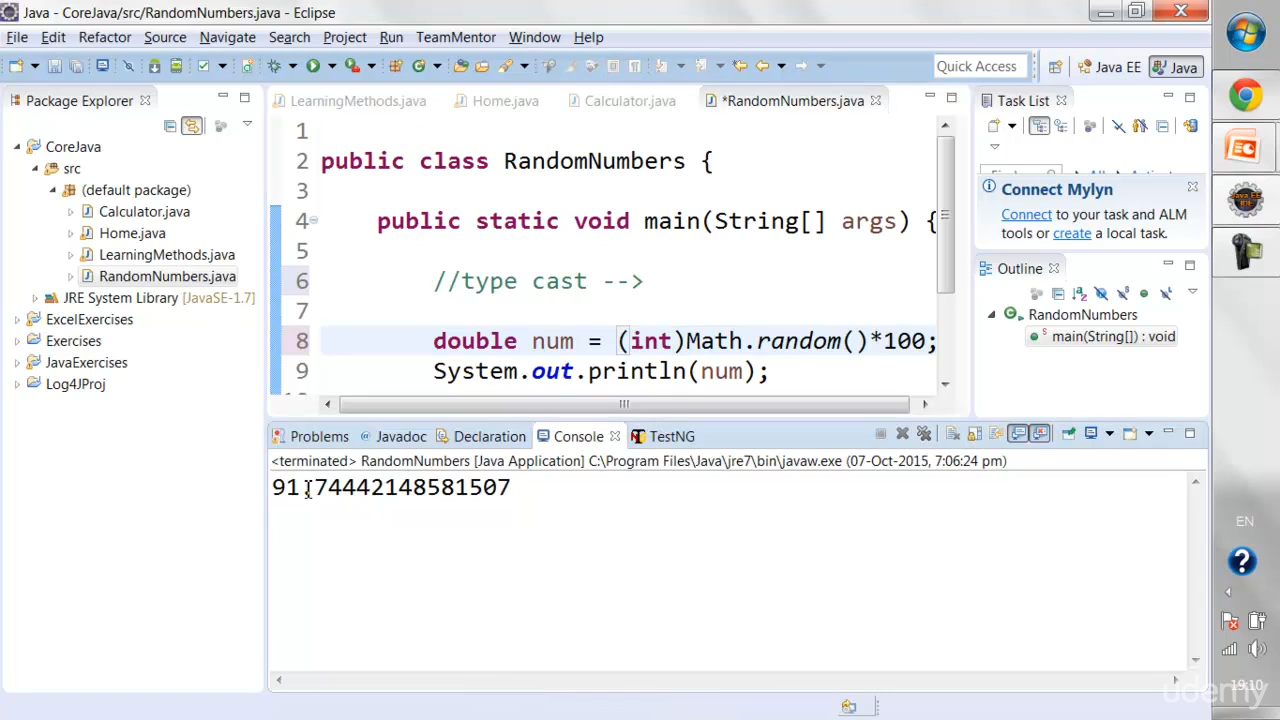 Java - CoreJava/src/RandomNumbers.java - Eclipse
File Edit Refactor Source Navigate Search Project Run TeamMentor Window Help
Quick Access Java EE Java
Package Explorer
LearningMethods.java Home.java Calculator.java *RandomNumbers.java
Task List
CoreJava
src
(default package)
Calculator.java
Home.java
LearningMethods.java
RandomNumbers.java
JRE System Library [JavaSE-1.7]
ExcelExercises
Exercises
JavaExercises
Log4JProj
1
2 public class RandomNumbers {
3
4 public static void main(String[] args) {
5
6 //type cast -->
7
8 double num = (int)Math.random()*100;
9 System.out.println(num);
Connect Mylyn
Connect to your task and ALM
tools or create a local task.
Outline
RandomNumbers
main(String[]) : void
Problems @ Javadoc Declaration Console TestNG
<terminated> RandomNumbers [Java Application] C:\Program Files\Java\jre7\bin\javaw.exe (07-Oct-2015, 7:06:24 pm)
91.74442148581507
EN
19:10
udemy